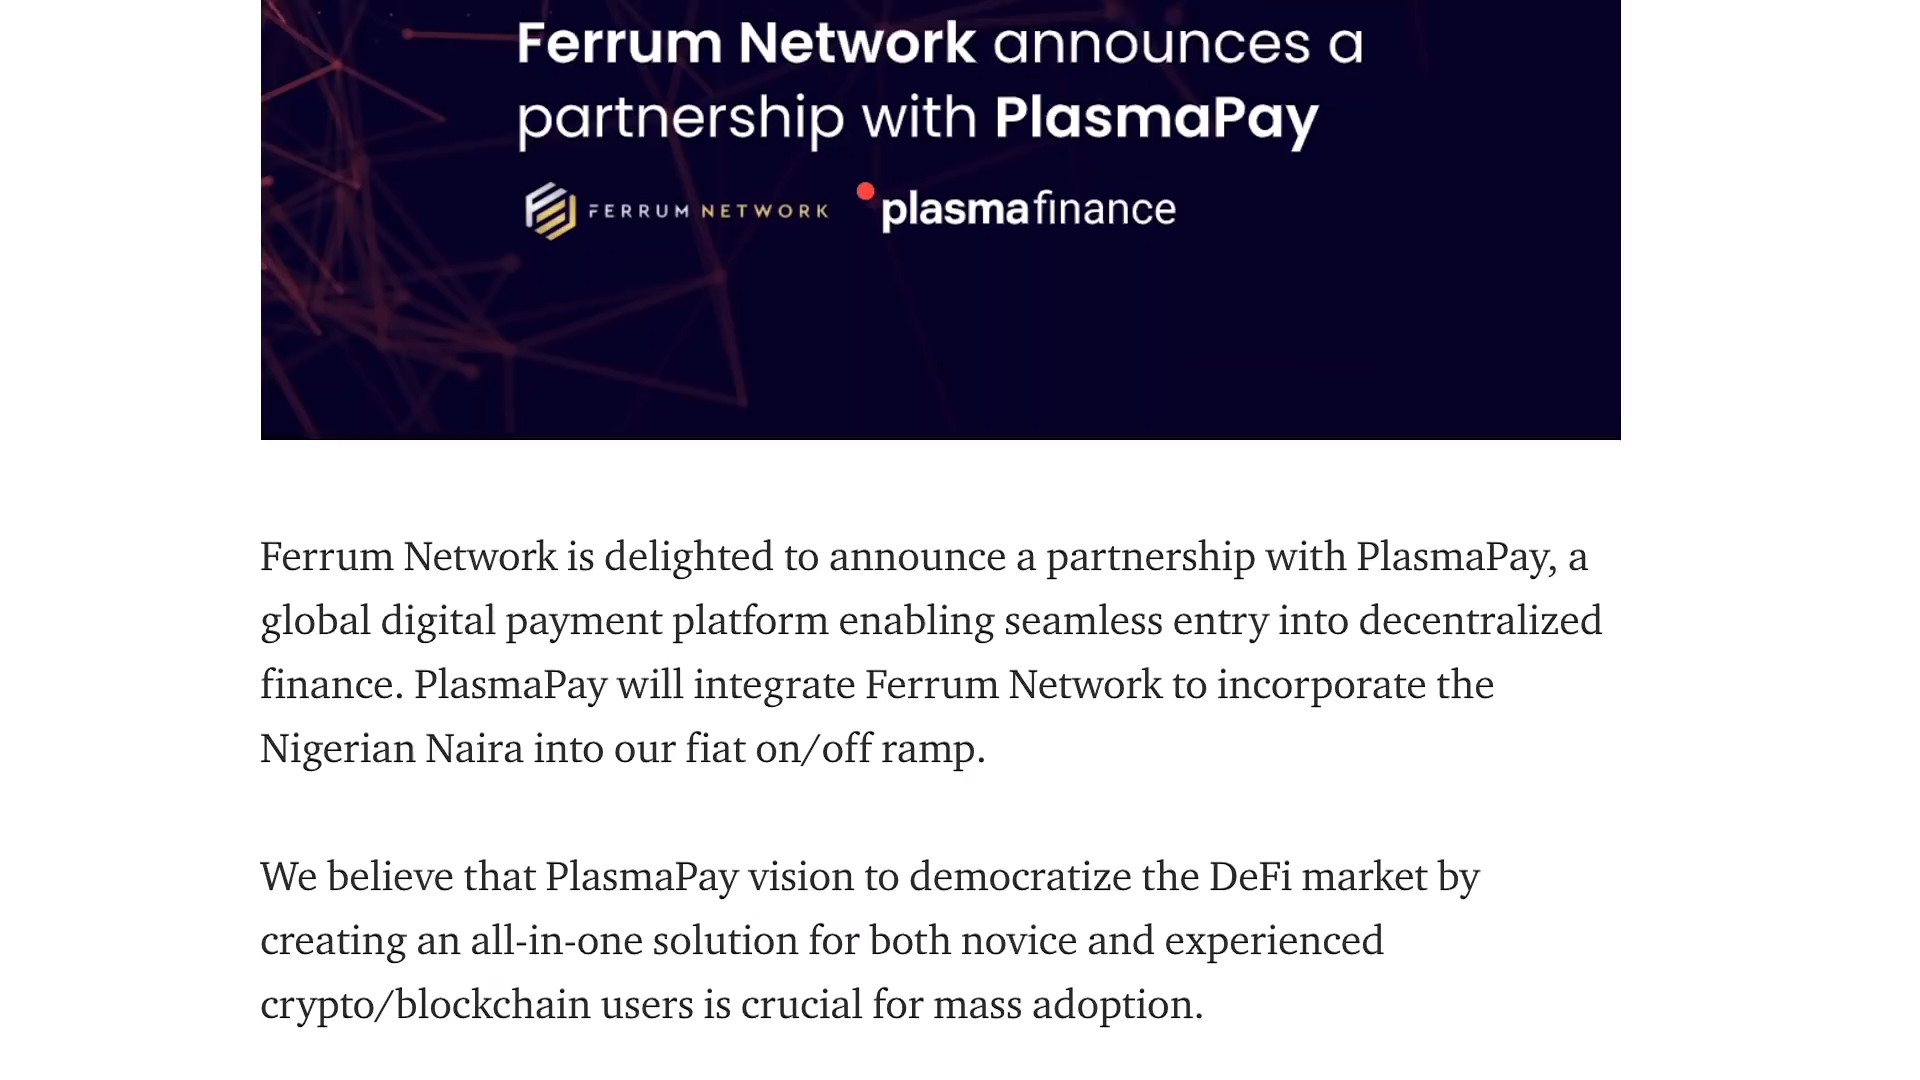 Ferrum Network announces a
partnership with PlasmaPay
FERRUM NETWORK plasmafinance
Ferrum Network is delighted to announce a partnership with PlasmaPay, a
global digital payment platform enabling seamless entry into decentralized
finance. PlasmaPay will integrate Ferrum Network to incorporate the
Nigerian Naira into our fiat on/off ramp.
We believe that PlasmaPay vision to democratize the DeFi market by
creating an all-in-one solution for both novice and experienced
crypto/blockchain users is crucial for mass adoption.